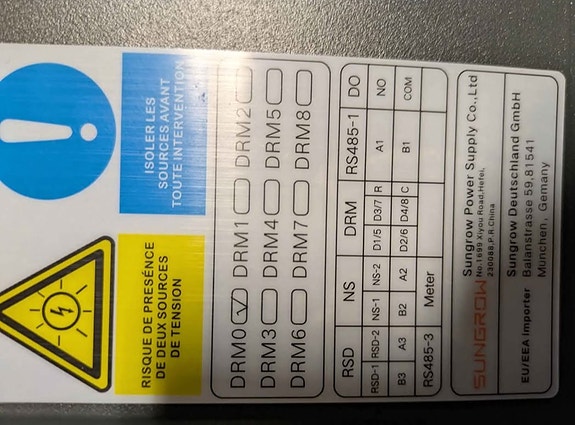 RISQUE DE PRESÉNCE
DE DEUX SOURCES
DE TENSION
ISOLER LES
SOURCES AVANT
TOUTE INTERVENTION
DRM0 DRM1 DRM2
DRM3 DRM4 DRM5
DRM6 DRM7 DRM8
RSD NS DRM RS485-1 DO
RSD-1 RSD-2 NS-1 NS-2 D1/5 D3/7 R A1 NO
B3 A3 B2 A2 D2/6 D4/8 C B1 COM
RS485-3 Meter
SUNGROW
Sungrow Power Supply Co.,Ltd
No.1699 Xiyou Road,Hefei,
230088,P.R.China
EU/EEA Importer
Sungrow Deutschland GmbH
Balanstrasse 59,81541
München, Germany